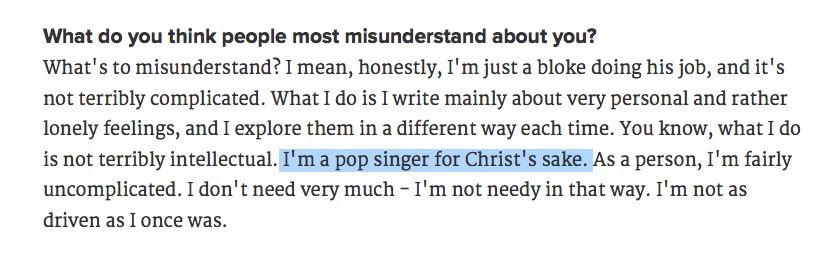 What do you think people most misunderstand about you?
What's to misunderstand? I mean, honestly, I'm just a bloke doing his job, and it's
not terribly complicated. What I do is I write mainly about very personal and rather
lonely feelings, and I explore them in a different way each time. You know, what I do
is not terribly intellectual. I'm a pop singer for Christ's sake. As a person, I'm fairly
uncomplicated. I don't need very much – I'm not needy in that way. I'm not as
driven as I once was.